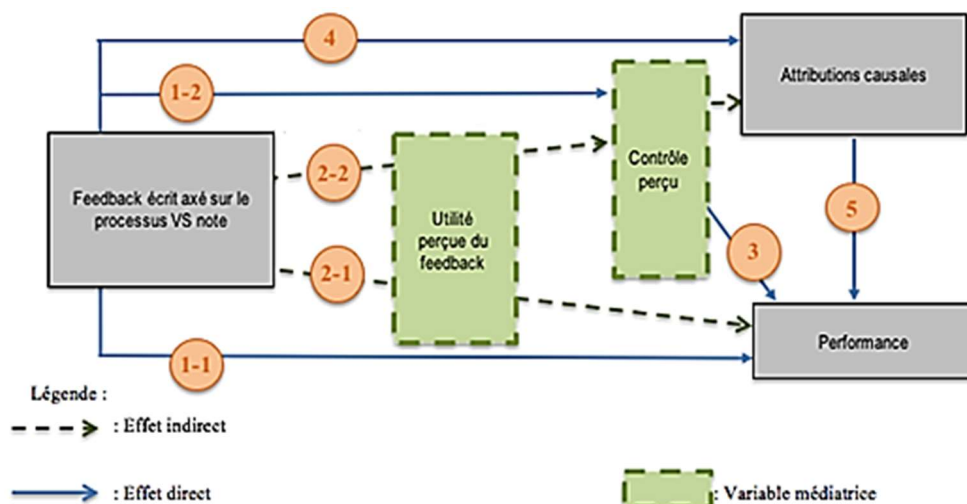 4
Attributions causales
1-2
Contrôle
perçu
2-2
Feedback écrit axé sur le
processus VS note
Utilité
perçue du
feedback
5
3
2-1
Performance
1-1
Légende :
: Effet indirect
: Effet direct
: Variable médiatrice